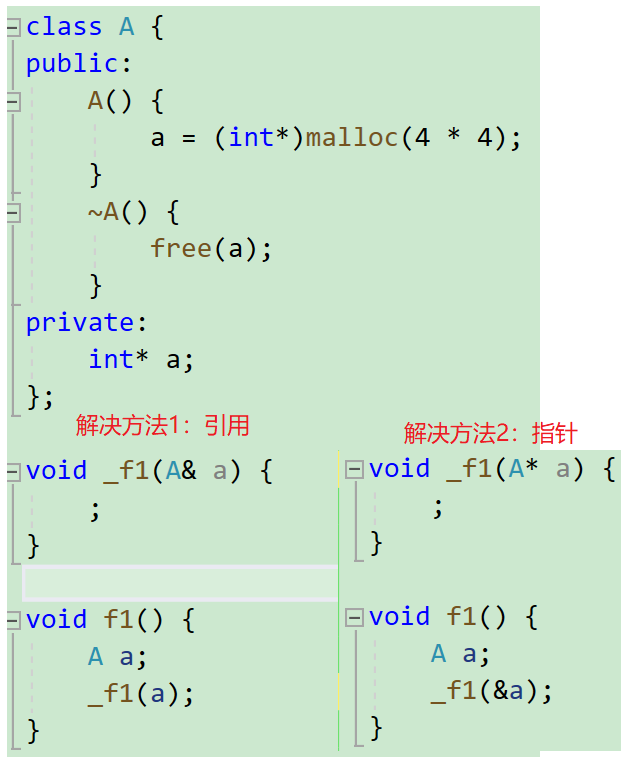 class A {
public:
    A() {
        a = (int*)malloc(4 * 4);
    }
    ~A() {
        free(a);
    }
private:
    int* a;
};
解决方法1：引用
void _f1(A& a) {
    ;
}
void f1() {
    A a;
    _f1(a);
}
解决方法2：指针
void _f1(A* a) {
    ;
}
void f1() {
    A a;
    _f1(&a);
}